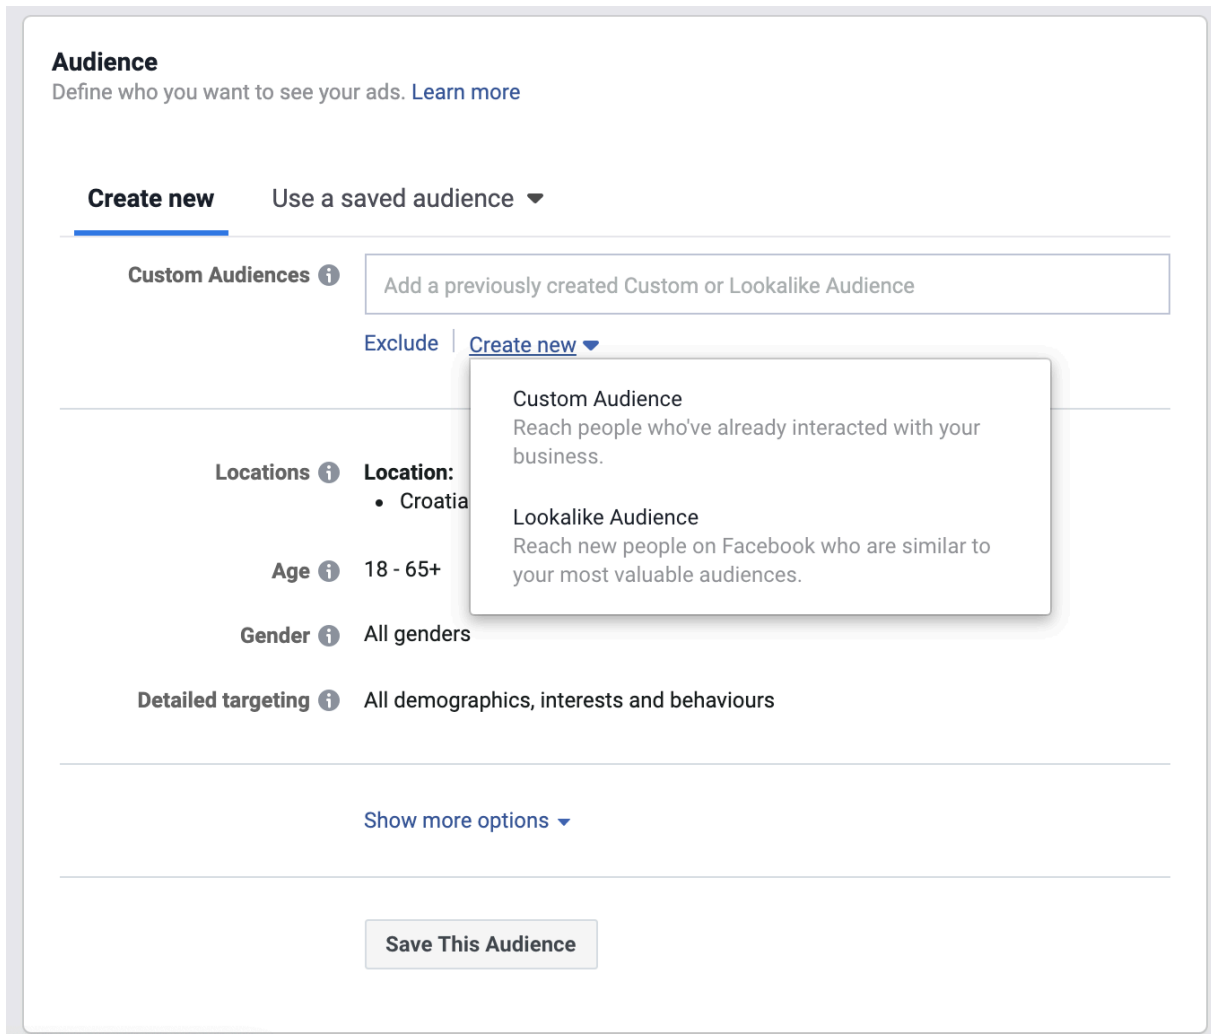 Audience
Define who you want to see your ads. Learn more
Create new
Use a saved audience
Custom Audiences
Add a previously created Custom or Lookalike Audience
Exclude
Create new
Custom Audience
Reach people who've already interacted with your
business.
Lookalike Audience
Reach new people on Facebook who are similar to
your most valuable audiences.
Locations
Location:
• Croatia
Age
18 - 65+
Gender
All genders
Detailed targeting
All demographics, interests and behaviours
Show more options
Save This Audience